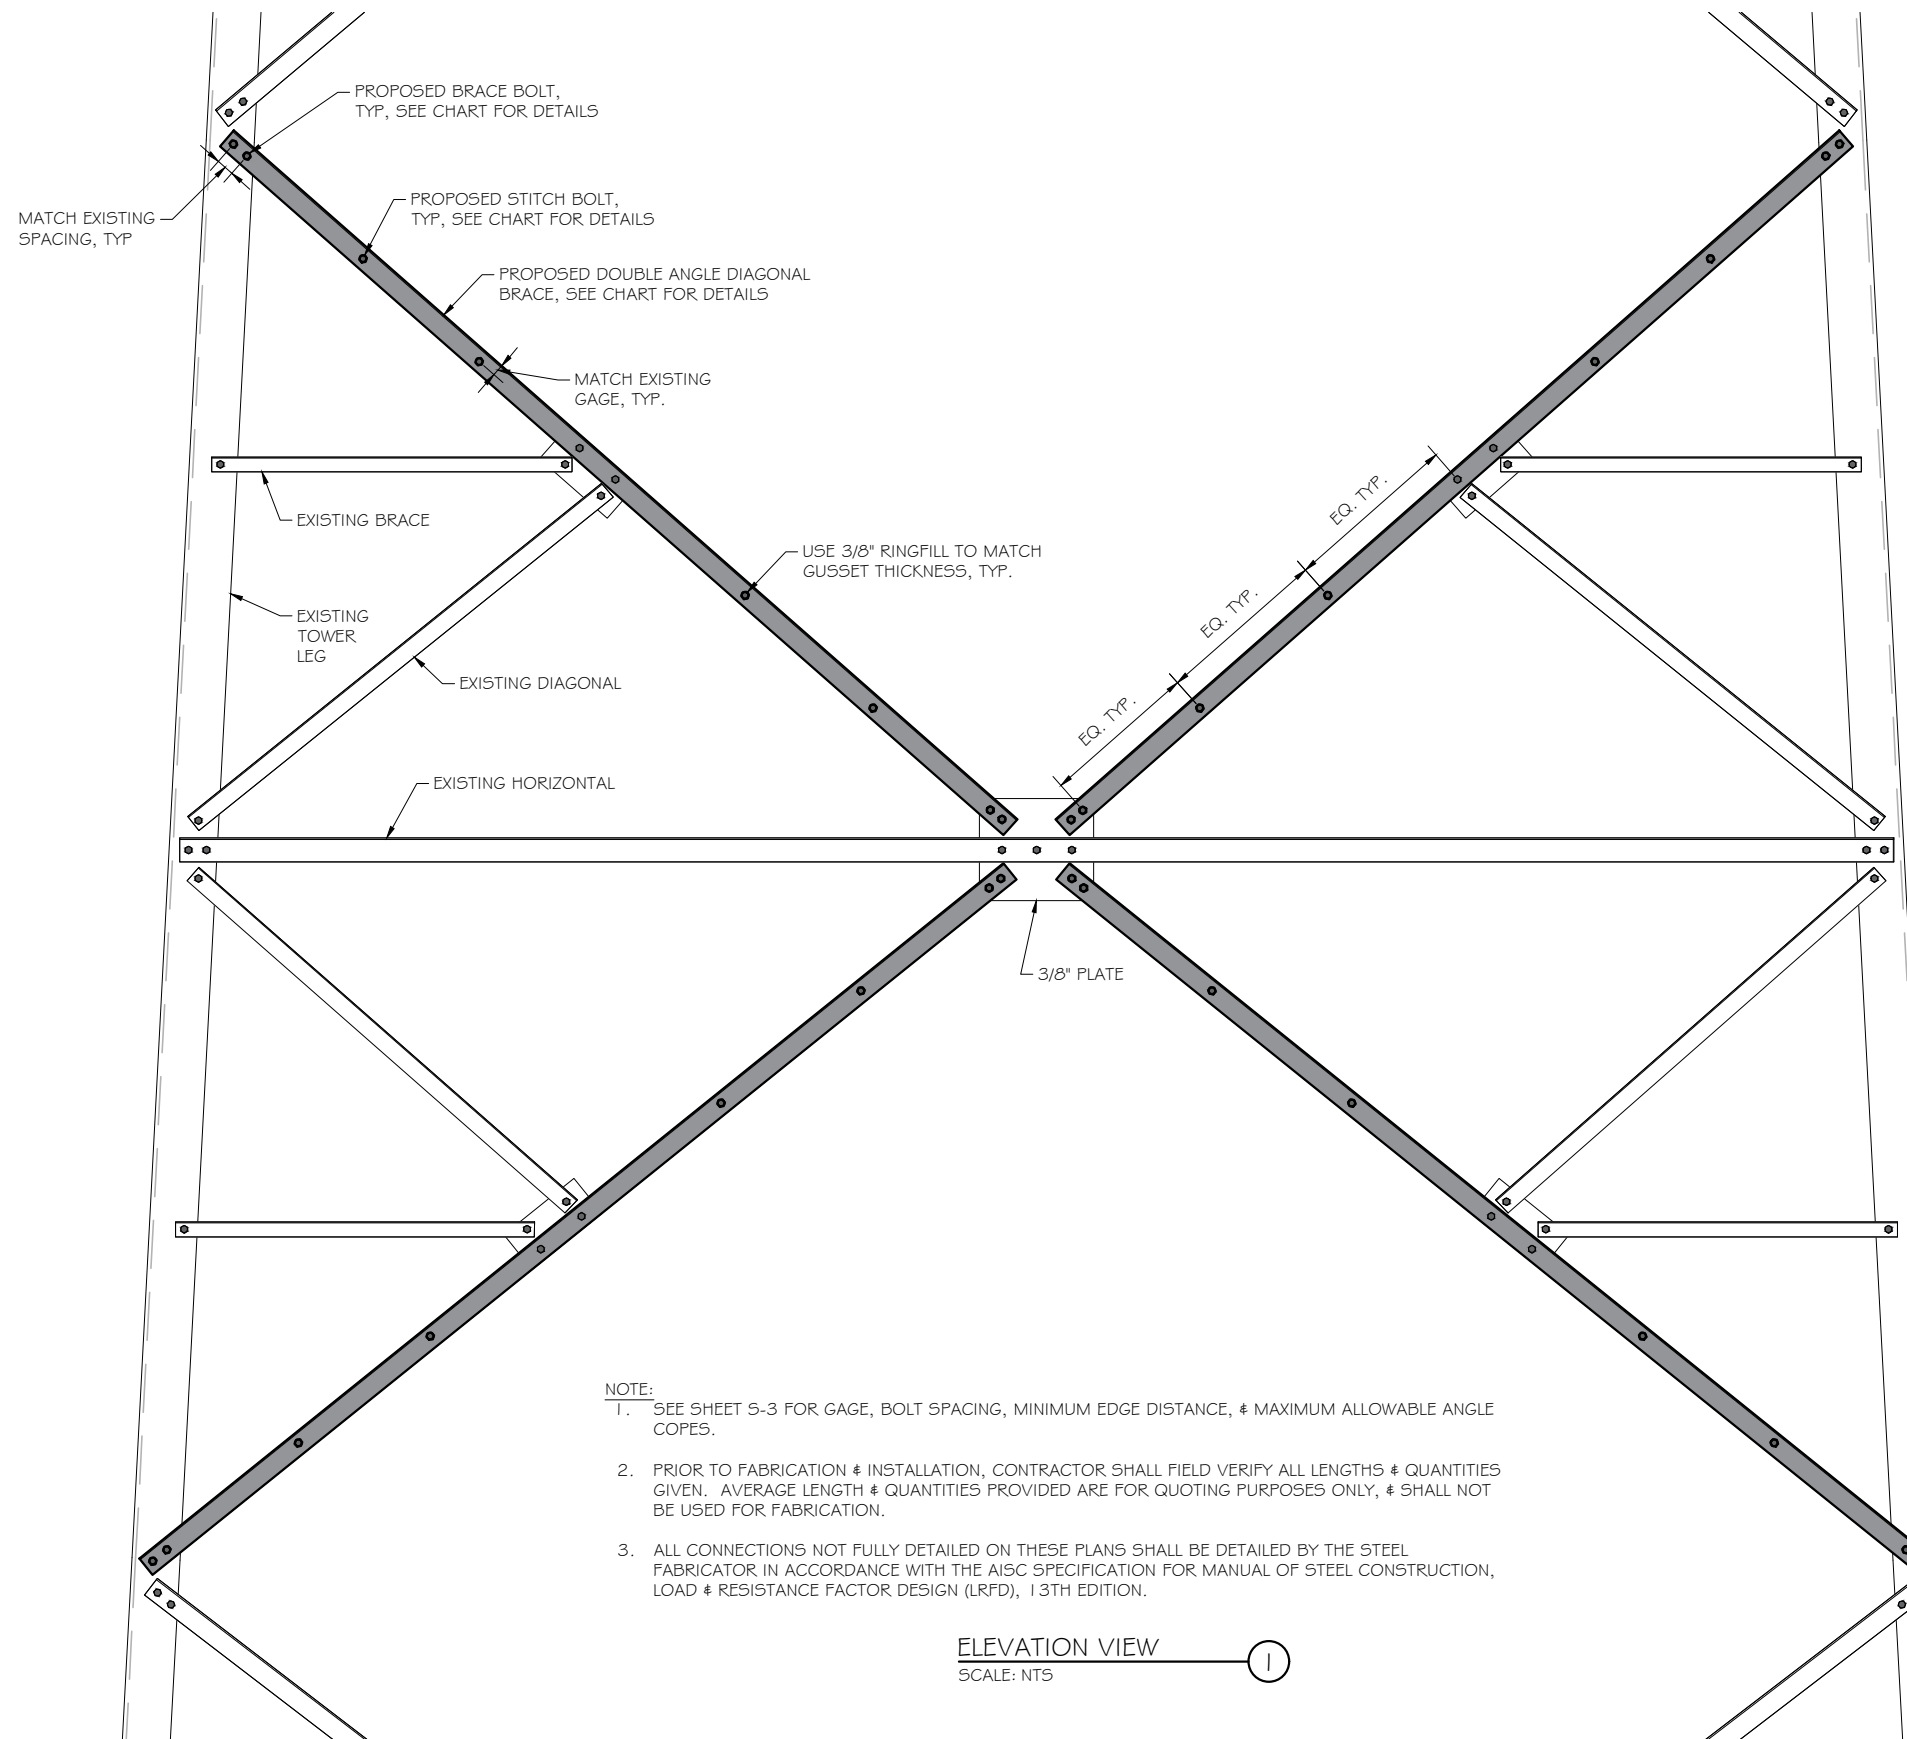 PROPOSED BRACE BOLT,
TYP, SEE CHART FOR DETAILS
PROPOSED STITCH BOLT,
TYP, SEE CHART FOR DETAILS
MATCH EXISTING
SPACING, TYP
PROPOSED DOUBLE ANGLE DIAGONAL
BRACE, SEE CHART FOR DETAILS
MATCH EXISTING
GAGE, TYP.
EQ. TYP.
EXISTING BRACE
USE 3/8" RINGFILL TO MATCH
GUSSET THICKNESS, TYP.
EQ. TYP.
EXISTING
TOWER
LEG
EXISTING DIAGONAL
EQ. TYP.
EXISTING HORIZONTAL
3/8" PLATE
NOTE:
1. SEE SHEET S-3 FOR GAGE, BOLT SPACING, MINIMUM EDGE DISTANCE, & MAXIMUM ALLOWABLE ANGLE
COPES.
2. PRIOR TO FABRICATION & INSTALLATION, CONTRACTOR SHALL FIELD VERIFY ALL LENGTHS & QUANTITIES
GIVEN. AVERAGE LENGTH & QUANTITIES PROVIDED ARE FOR QUOTING PURPOSES ONLY, & SHALL NOT
BE USED FOR FABRICATION.
3. ALL CONNECTIONS NOT FULLY DETAILED ON THESE PLANS SHALL BE DETAILED BY THE STEEL
FABRICATOR IN ACCORDANCE WITH THE AISC SPECIFICATION FOR MANUAL OF STEEL CONSTRUCTION,
LOAD & RESISTANCE FACTOR DESIGN (LRFD), 13TH EDITION.
ELEVATION VIEW
1
SCALE: NTS